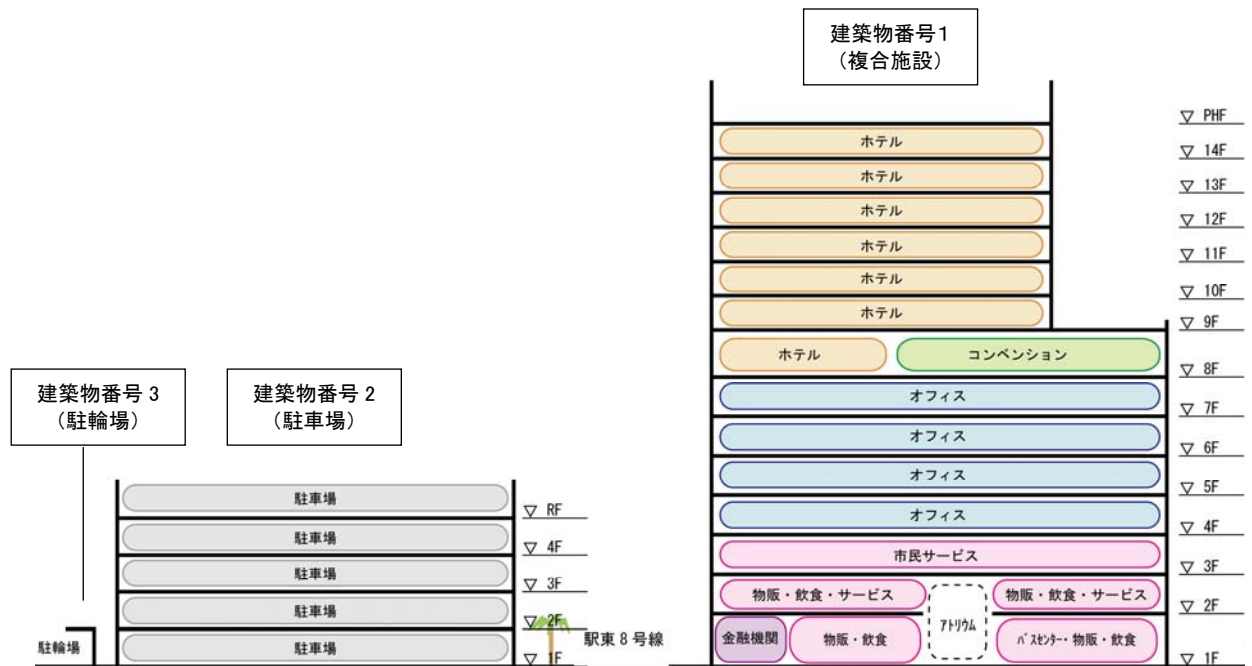 建築物番号1
（複合施設）
▽ PHF
ホテル
▽ 14F
ホテル
▽ 13F
ホテル
▽ 12F
ホテル
▽ 11F
ホテル
▽ 10F
ホテル
▽ 9F
ホテル
コンベンション
▽ 8F
オフィス
▽ 7F
オフィス
▽ 6F
オフィス
▽ 5F
オフィス
▽ 4F
市民サービス
▽ 3F
物販・飲食・サービス
物販・飲食・サービス
▽ 2F
アトリウム
金融機関
物販・飲食
バスセンター・物販・飲食
▽ 1F
建築物番号 3
（駐輪場）
建築物番号 2
（駐車場）
駐車場
▽ RF
駐車場
▽ 4F
駐車場
▽ 3F
駐車場
▽ 2F
駐輪場
駐車場
▽ 1F
駅東 8 号線